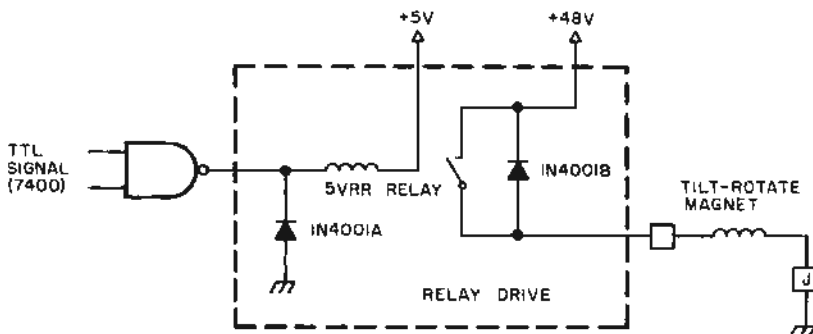 +5V
+48V
TTL
SIGNAL
(7400)
5VRR RELAY
IN4001B
IN4001A
TILT-ROTATE
MAGNET
J
RELAY DRIVE